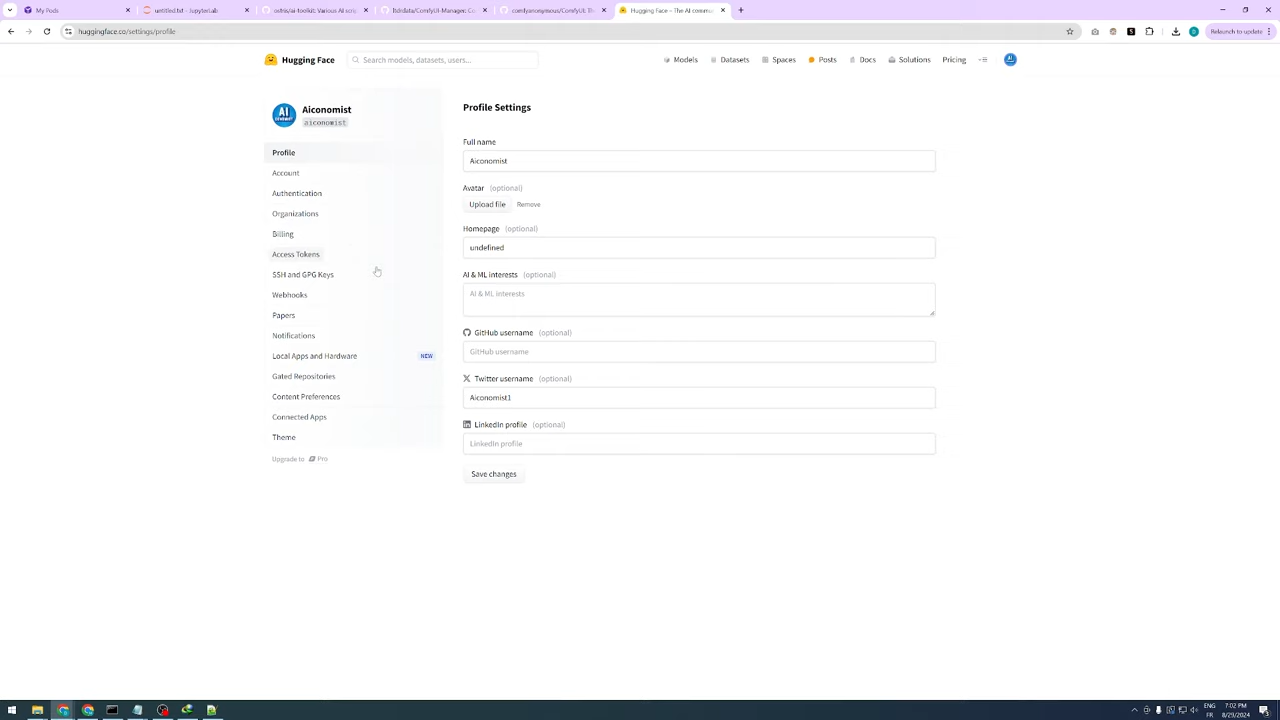 My Pods
untitled.txt - JupyterLab
ostris/ai-toolkit: Various AI scri
ltdrdata/ComfyUI-Manager: Co
comfyanonymous/ComfyUI: Th
Hugging Face – The AI commu
huggingface.co/settings/profile
Relaunch to update
Hugging Face
Search models, datasets, users...
Models
Datasets
Spaces
Posts
Docs
Solutions
Pricing
Aiconomist
aiconomist
Profile
Account
Authentication
Organizations
Billing
Access Tokens
SSH and GPG Keys
Webhooks
Papers
Notifications
Local Apps and Hardware NEW
Gated Repositories
Content Preferences
Connected Apps
Theme
Upgrade to Pro
Profile Settings
Full name
Aiconomist
Avatar (optional)
Upload file Remove
Homepage (optional)
undefined
AI & ML interests (optional)
AI & ML interests
GitHub username (optional)
GitHub username
Twitter username (optional)
Aiconomist1
LinkedIn profile (optional)
LinkedIn profile
Save changes
ENG
FR
7:02 PM
8/29/2024